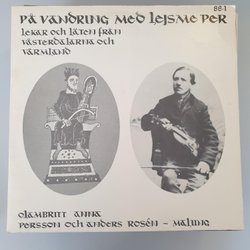 88-1
på vandring med lejsme per
lekar och låten från
västerdalarna och
värmland
olambritt anna
persson och anders rosén - malung